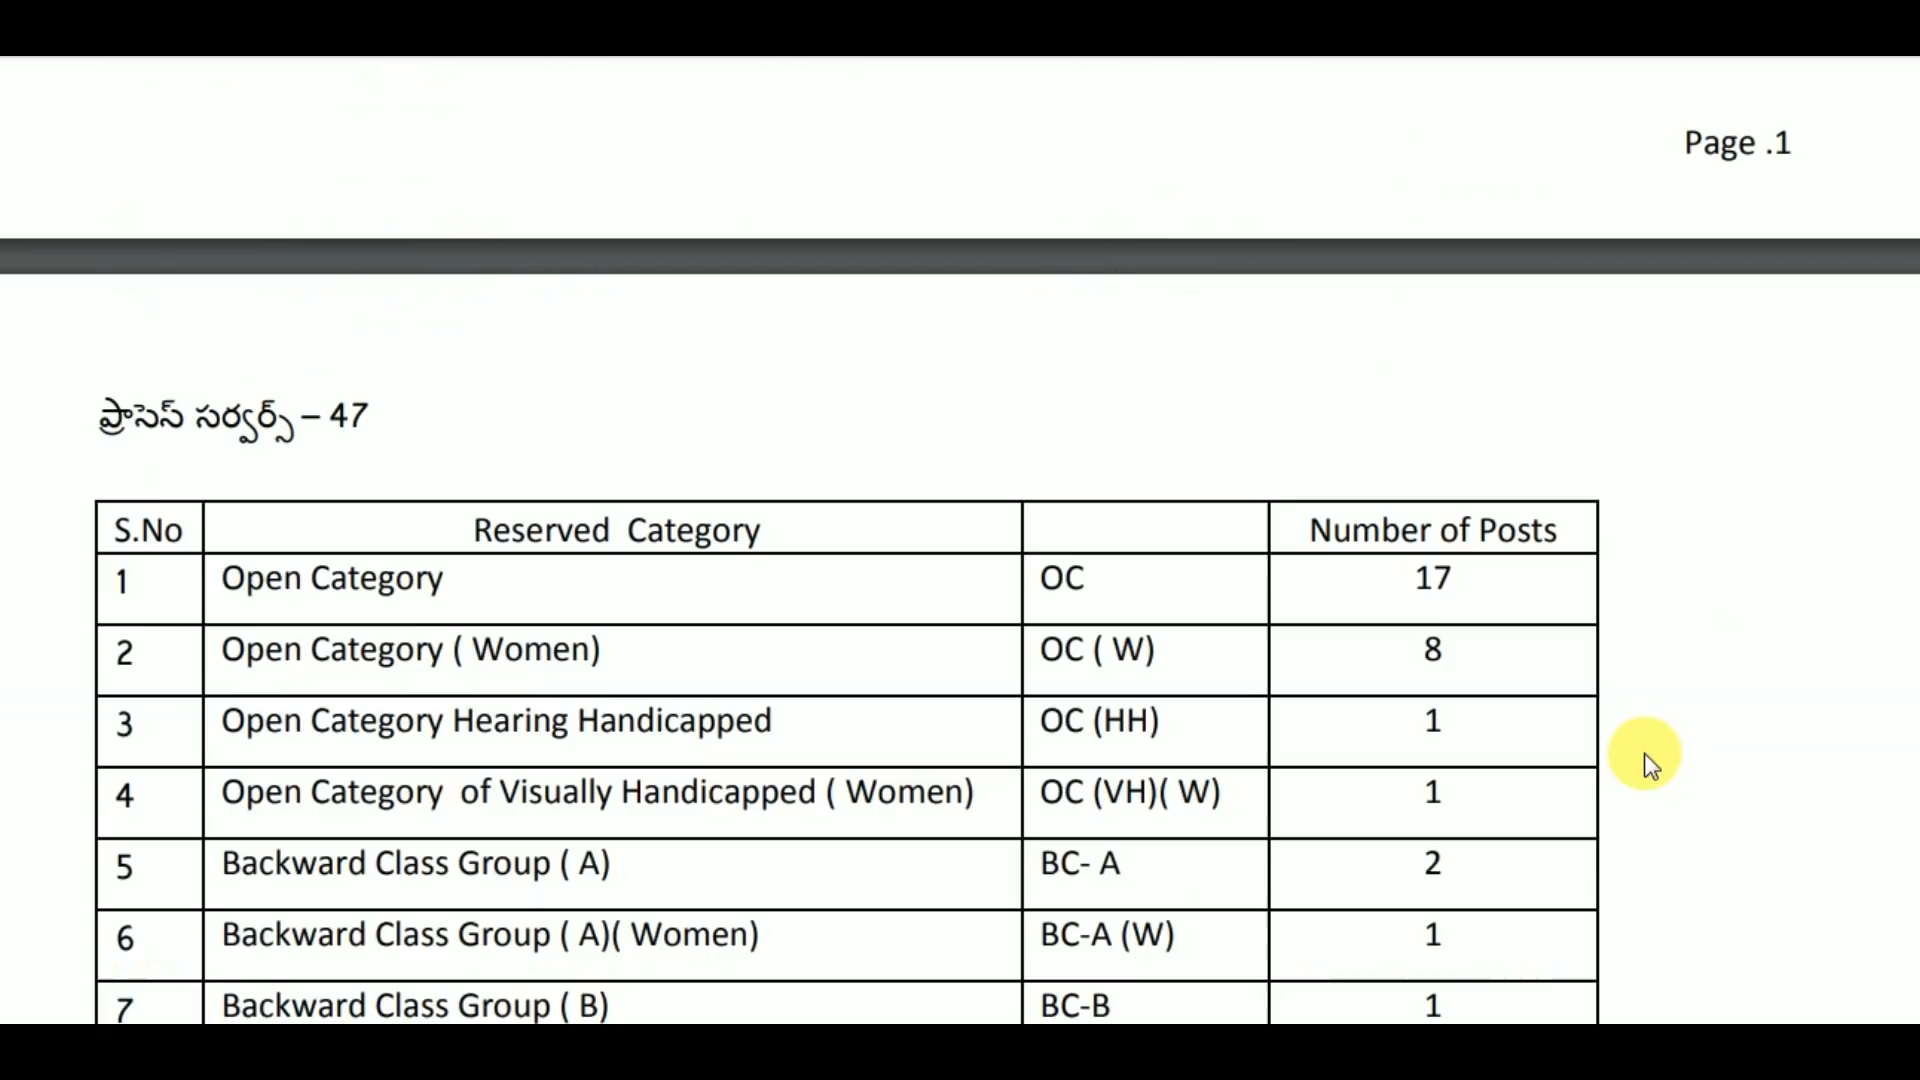 Page .1
ప్రాసెస్ సర్వర్స్ – 47
S.No Reserved Category Number of Posts
1 Open Category OC 17
2 Open Category ( Women) OC ( W) 8
3 Open Category Hearing Handicapped OC (HH) 1
4 Open Category of Visually Handicapped ( Women) OC (VH)( W) 1
5 Backward Class Group ( A) BC- A 2
6 Backward Class Group ( A)( Women) BC-A (W) 1
7 Backward Class Group ( B) BC-B 1